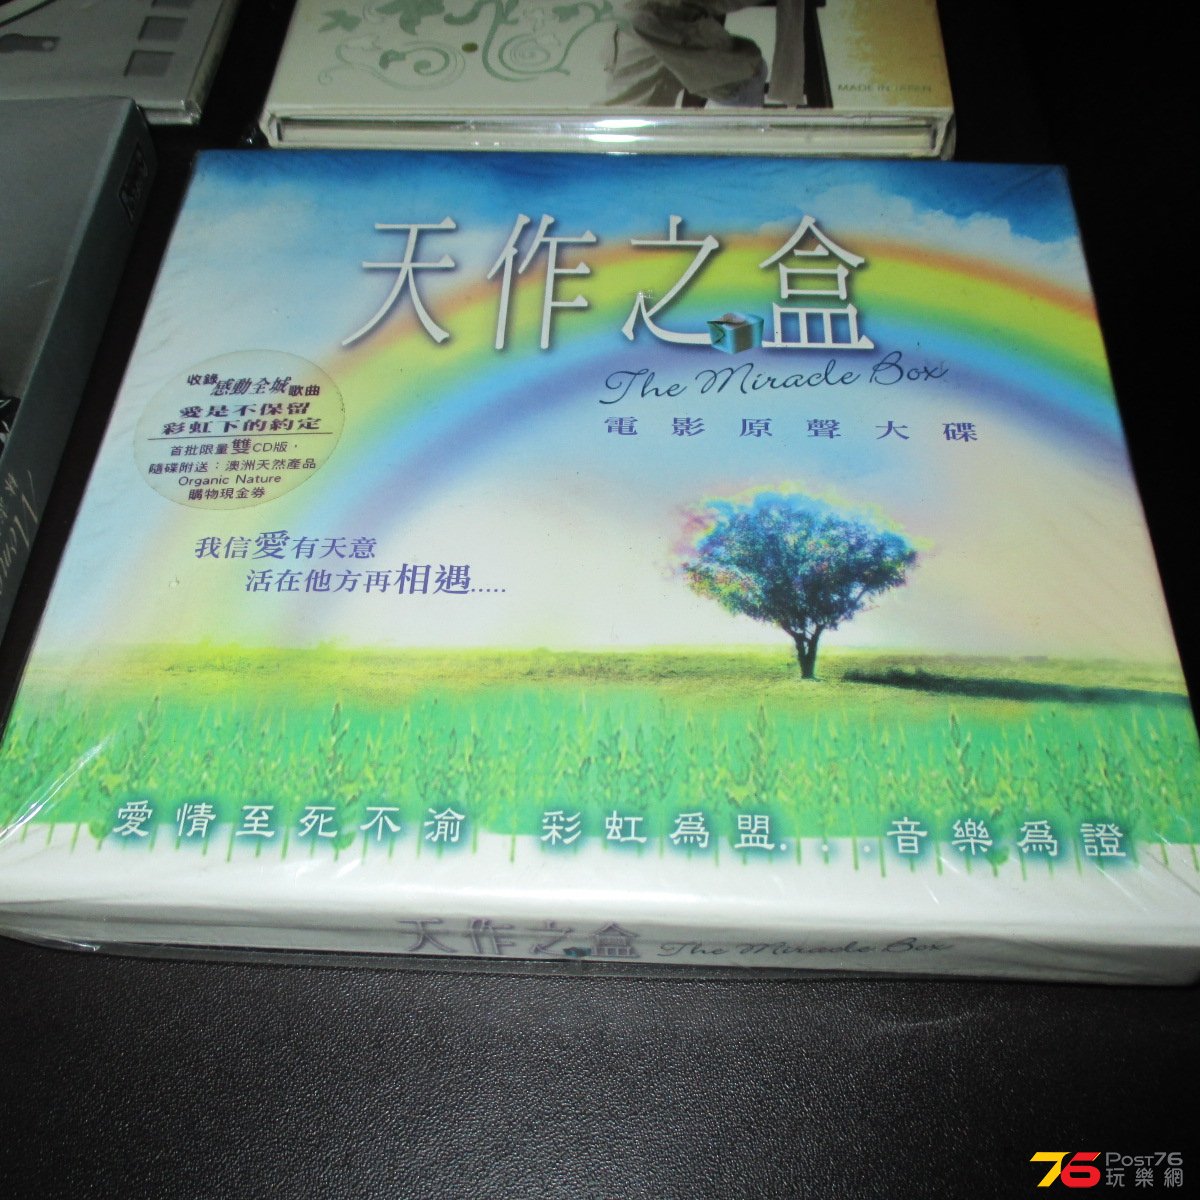 MADE IN JAPAN
天作之盒
The Miracle Box
電影原聲大碟
收錄感動全城歌曲
愛是不保留
彩虹下的約定
首批限量雙CD版，
隨碟附送：澳洲天然產品
Organic Nature
購物現金券
我信愛有天意
活在他方再相遇.....
愛情至死不渝 彩虹為盟...音樂為證
天作之盒 The Miracle Box
76 POST76
玩樂網